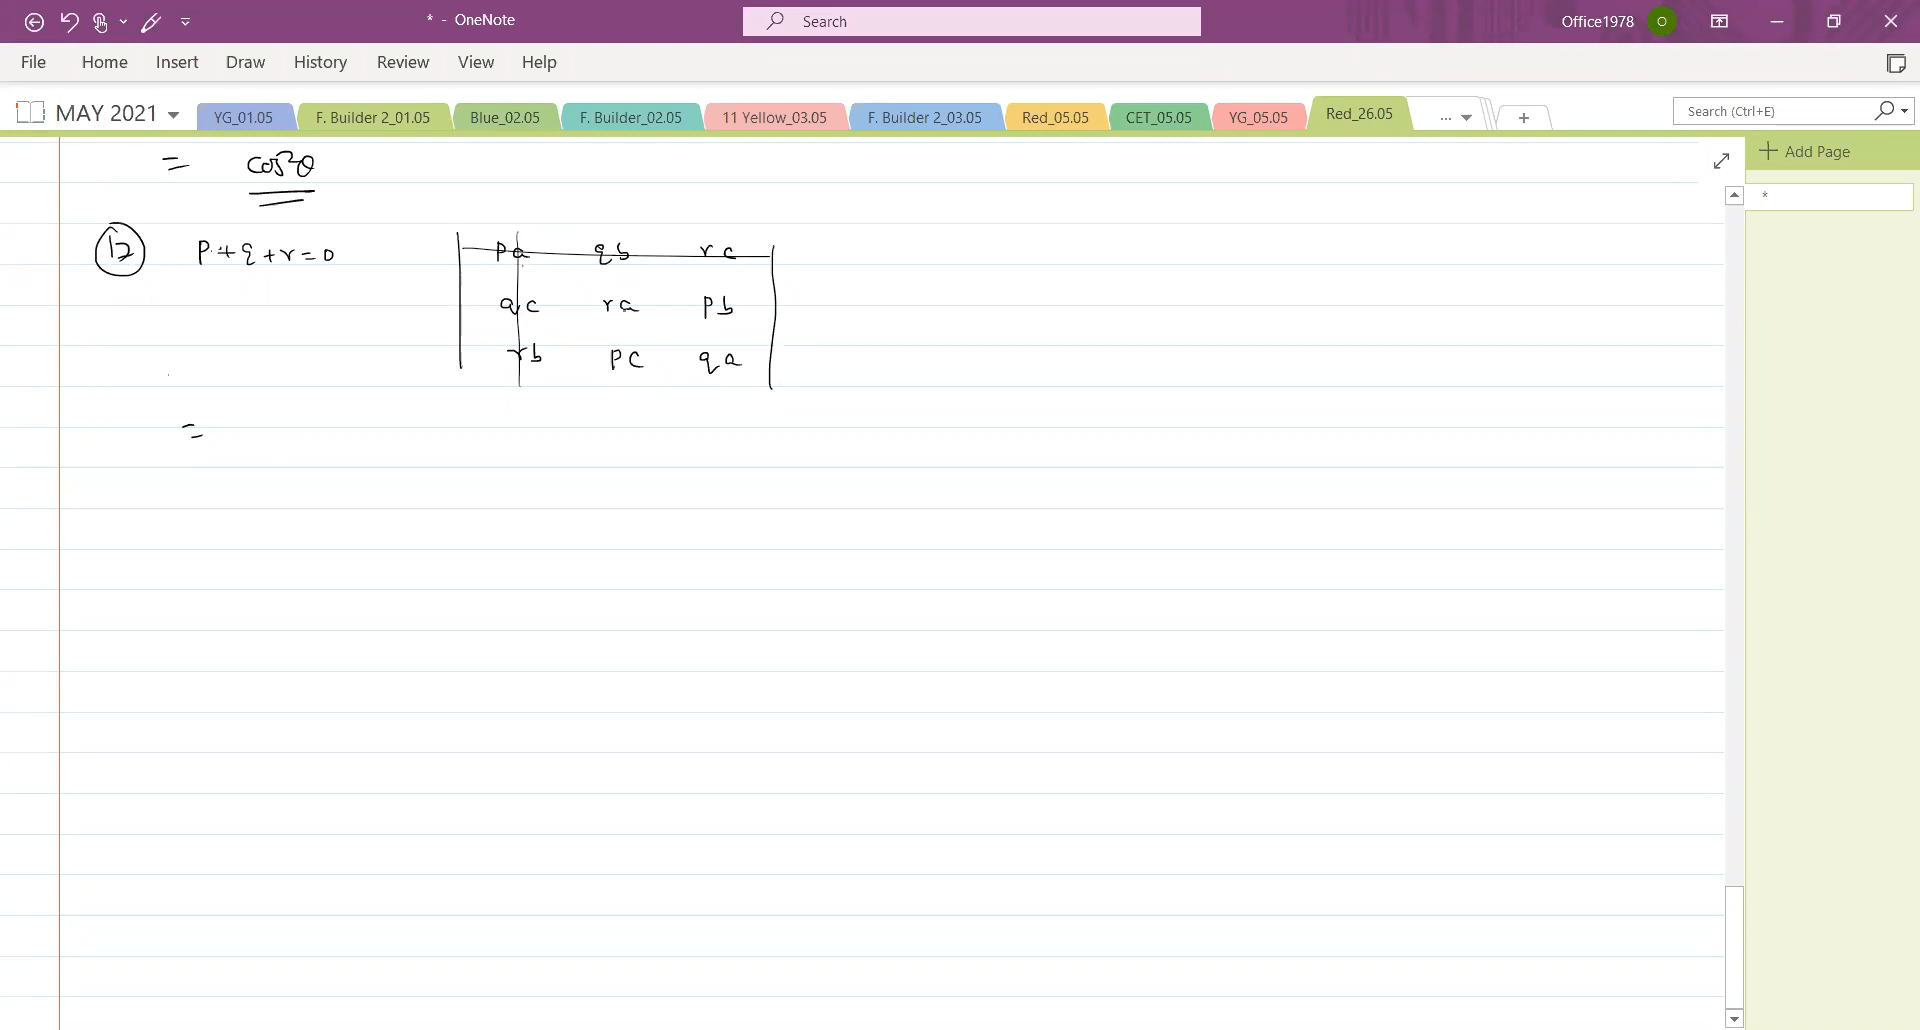 * - OneNote
Search
Office1978
O
File Home Insert Draw History Review View Help
MAY 2021
YG_01.05 F. Builder 2_01.05 Blue_02.05 F. Builder_02.05 11 Yellow_03.05 F. Builder 2_03.05 Red_05.05 CET_05.05 YG_05.05 Red_26.05 ... +
Search (Ctrl+E)
Add Page
*
= cos²θ
12 p+q+r=0
pa qb rc
qc ra pb
rb pc qa
=